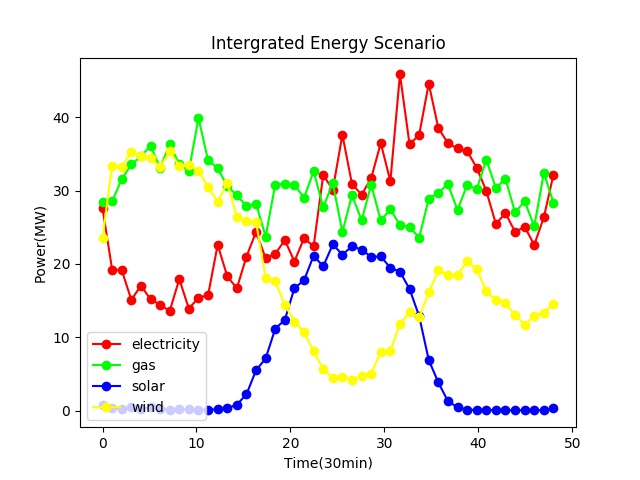 Intergrated Energy Scenario
Power(MW)
40
30
20
10
0
electricity
gas
solar
wind
0 10 20 30 40 50
Time(30min)